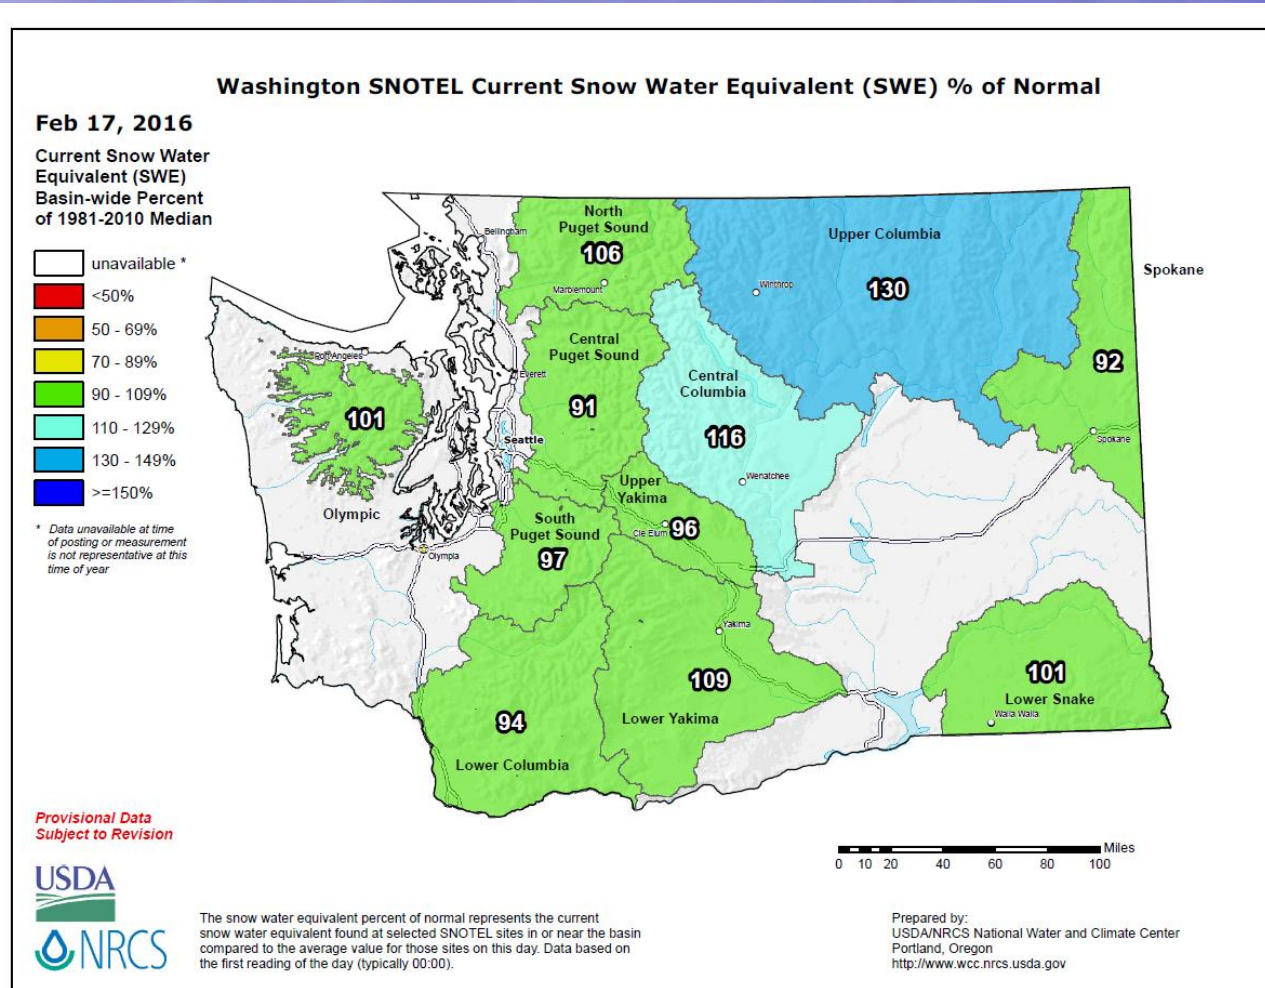 Washington SNOTEL Current Snow Water Equivalent (SWE) % of Normal
Feb 17, 2016
Current Snow Water
Equivalent (SWE)
Basin-wide Percent
of 1981-2010 Median
unavailable *
<50%
50 - 69%
70 - 89%
90 - 109%
110 - 129%
130 - 149%
>=150%
* Data unavailable at time
of posting or measurement
is not representative at this
time of year
North
Puget Sound
106
Marblemount
Bellingham
Upper Columbia
130
Winthrop
Spokane
92
Spokane
Central
Puget Sound
91
Everett
Seattle
Central
Columbia
116
Wenatchee
Port Angeles
101
Olympic
Olympia
Upper
Yakima
96
Cle Elum
South
Puget Sound
97
Yakima
109
Lower Yakima
94
Lower Columbia
101
Lower Snake
Walla Walla
Provisional Data
Subject to Revision
USDA
NRCS
Miles
0 10 20 40 60 80 100
The snow water equivalent percent of normal represents the current
snow water equivalent found at selected SNOTEL sites in or near the basin
compared to the average value for those sites on this day. Data based on
the first reading of the day (typically 00:00).
Prepared by:
USDA/NRCS National Water and Climate Center
Portland, Oregon
http://www.wcc.nrcs.usda.gov